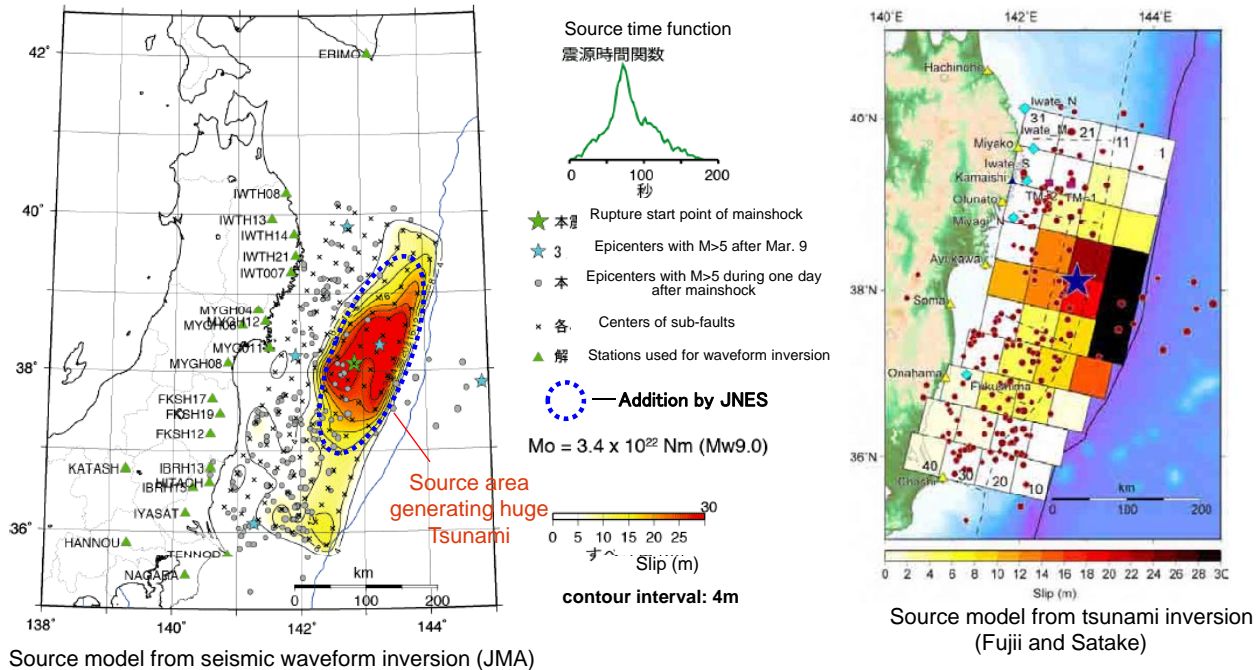 42°
40°
38°
36°
138°
140°
142°
144°
ERIMO
IWTH08
IWTH13
IWTH14
IWTH21
IWT007
MYGH04
MYGH12
MYG011
MYGH08
FKSH17
FKSH19
FKSH12
KATASH
IBRH13
HITACH
IBRH15
IYASAT
HANNOU
NAGARA
16
km
0 100 200
Source model from seismic waveform inversion (JMA)
Source time function
震源時間関数
0 100 200
秒
本震
Rupture start point of mainshock
3
Epicenters with M>5 after Mar. 9
本
Epicenters with M>5 during one day
after mainshock
各
Centers of sub-faults
解
Stations used for waveform inversion
Addition by JNES
Mo = 3.4 x 10²² Nm (Mw9.0)
Source area
generating huge
Tsunami
30
0 5 10 15 20 25
すべ
Slip (m)
contour interval: 4m
140°E
142°E
144°E
40°N
38°N
36°N
Hachinohe
Iwate_N
31
21
11
1
Iwate_M
Miyako
Iwate_S
Kamaishi
TM-2
TM-1
Ofunato
Miyagi_N
Ayukawa
Soma
Onahama
Fukushima
40
30
20
10
Choshi
km
0 100 200
0 2 4 6 8 10 12 14 16 18 20 22 24 26 28 30
Slip (m)
Source model from tsunami inversion
(Fujii and Satake)